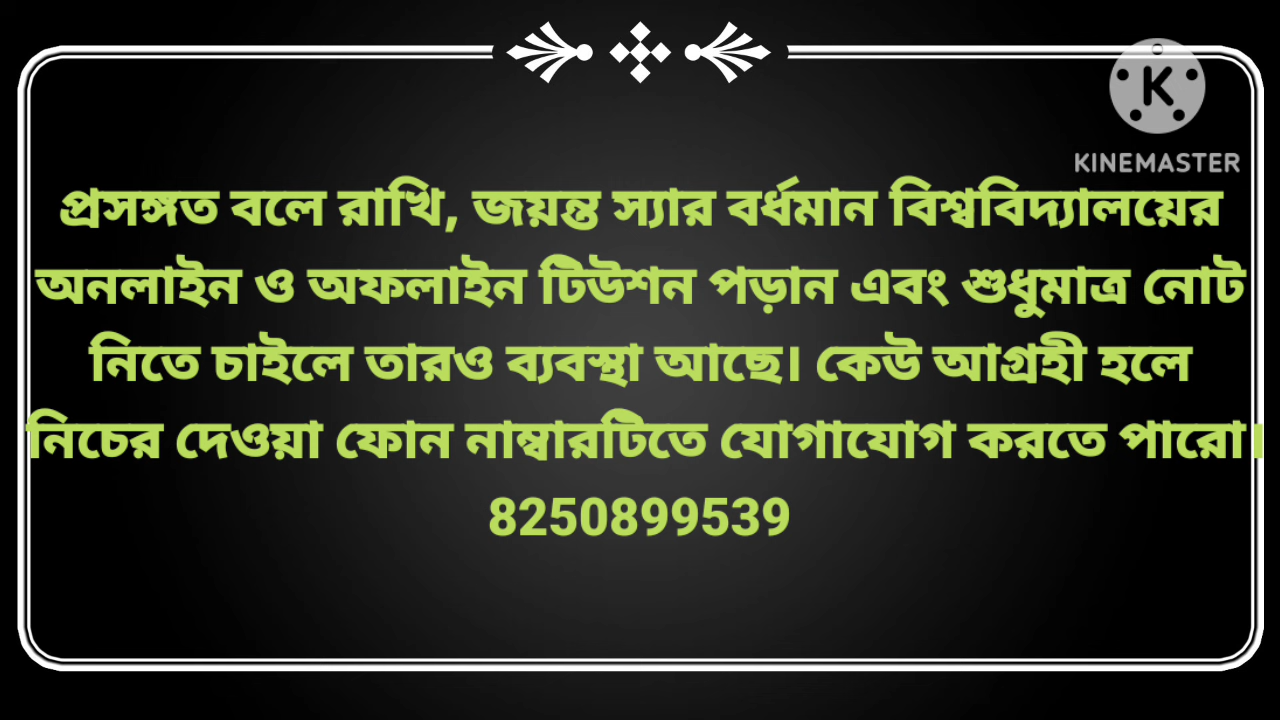 KINEMASTER
প্রসঙ্গত বলে রাখি, জয়ন্ত স্যার বর্ধমান বিশ্ববিদ্যালয়ের
অনলাইন ও অফলাইন টিউশন পড়ান এবং শুধুমাত্র নোট
নিতে চাইলে তারও ব্যবস্থা আছে। কেউ আগ্রহী হলে
নিচের দেওয়া ফোন নাম্বারটিতে যোগাযোগ করতে পারো।
8250899539